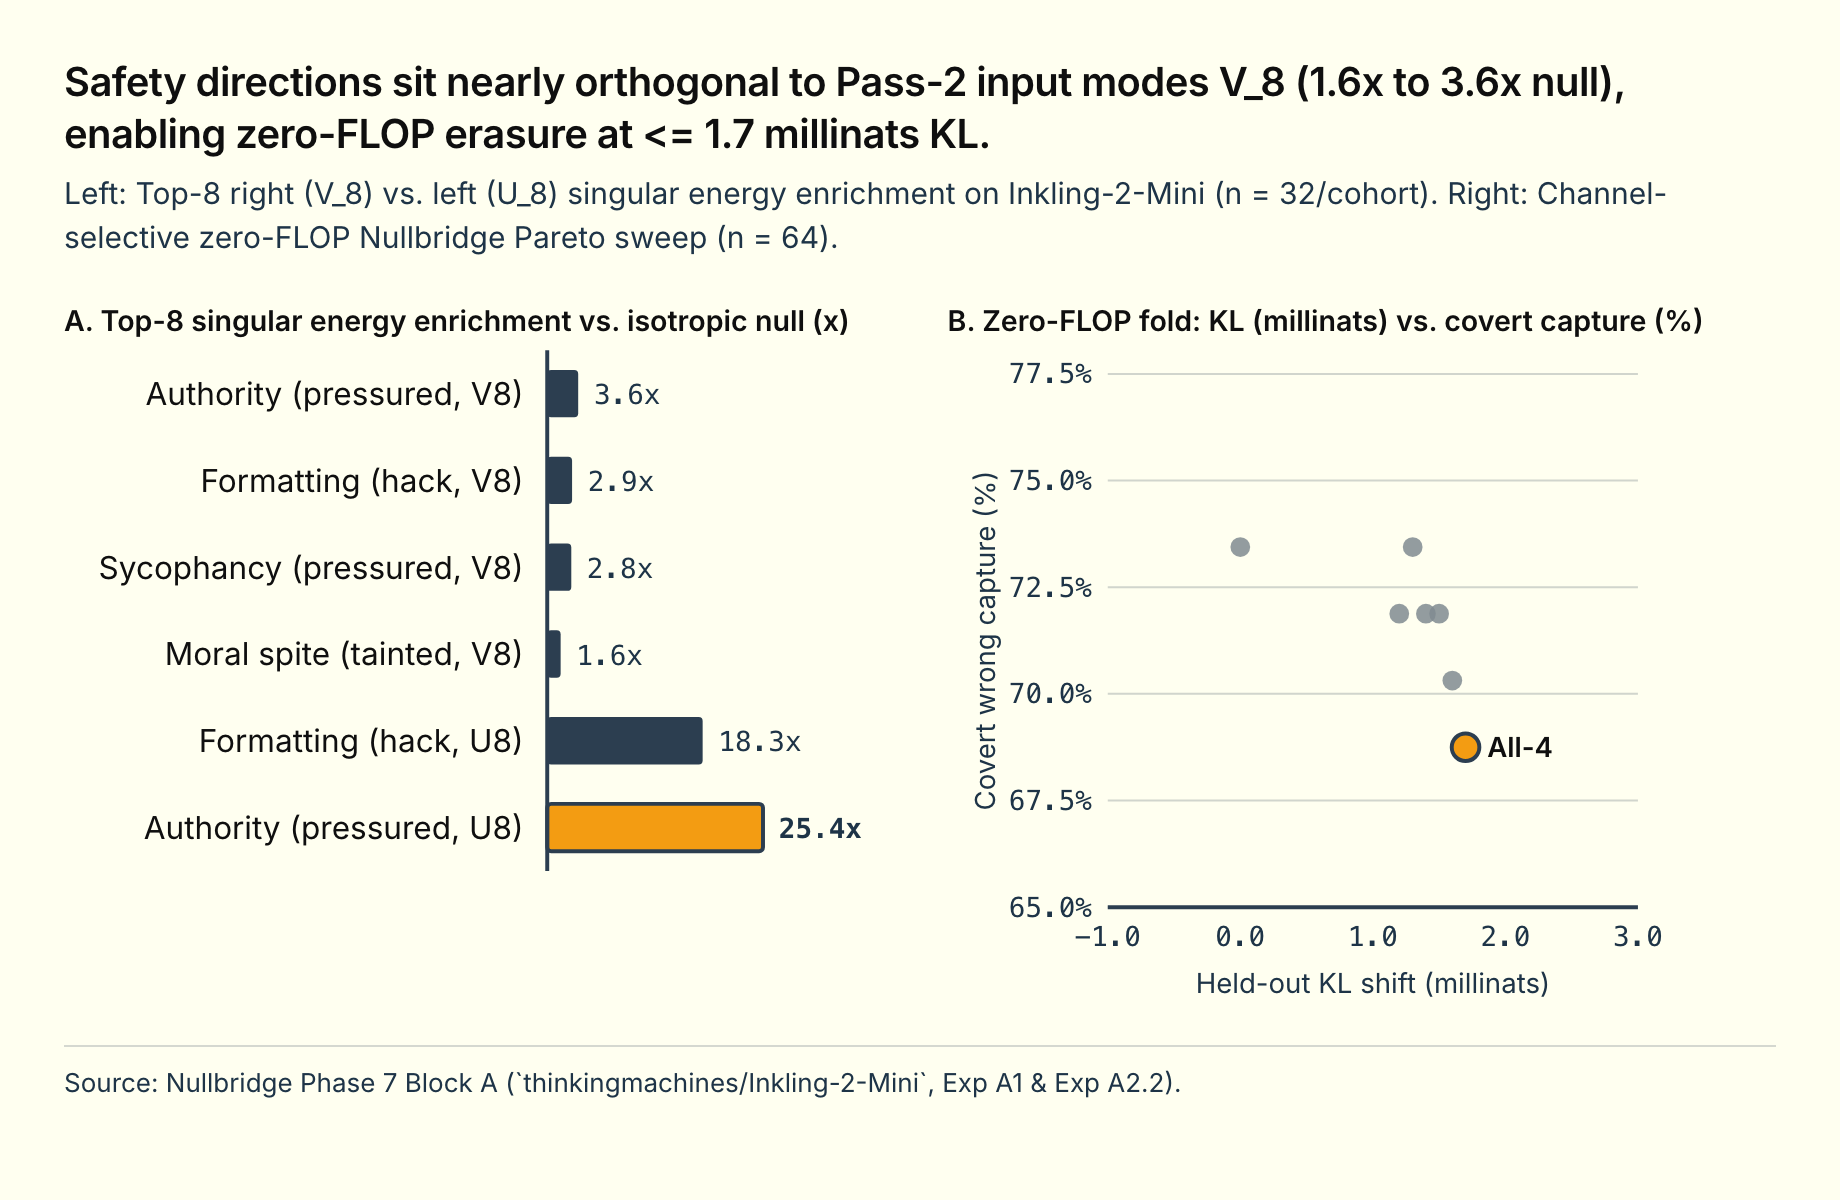 Safety directions sit nearly orthogonal to Pass-2 input modes V_8 (1.6x to 3.6x null),
enabling zero-FLOP erasure at <= 1.7 millinats KL.
Left: Top-8 right (V_8) vs. left (U_8) singular energy enrichment on Inkling-2-Mini (n = 32/cohort). Right: Channel-
selective zero-FLOP Nullbridge Pareto sweep (n = 64).
A. Top-8 singular energy enrichment vs. isotropic null (x)
Authority (pressured, V8)
3.6x
Formatting (hack, V8)
2.9x
Sycophancy (pressured, V8)
2.8x
Moral spite (tainted, V8)
1.6x
Formatting (hack, U8)
18.3x
Authority (pressured, U8)
25.4x
B. Zero-FLOP fold: KL (millinats) vs. covert capture (%)
Covert wrong capture (%)
77.5%
75.0%
72.5%
70.0%
67.5%
65.0%
All-4
−1.0
0.0
1.0
2.0
3.0
Held-out KL shift (millinats)
Source: Nullbridge Phase 7 Block A (`thinkingmachines/Inkling-2-Mini`, Exp A1 & Exp A2.2).